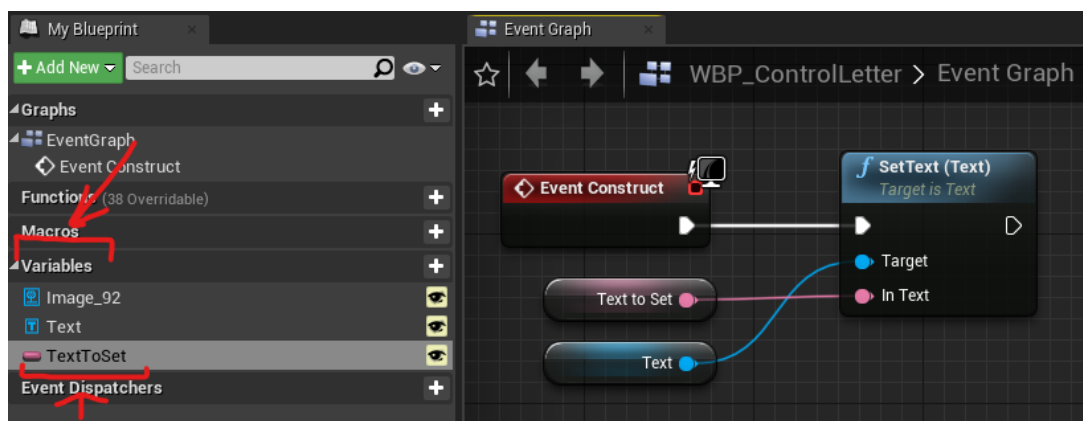 My Blueprint
Add New
Search
Graphs
EventGraph
Event Construct
Functions (38 Overridable)
Macros
Variables
Image_92
Text
TextToSet
Event Dispatchers
Event Graph
WBP_ControlLetter > Event Graph
Event Construct
f SetText (Text)
Target is Text
Target
In Text
Text to Set
Text